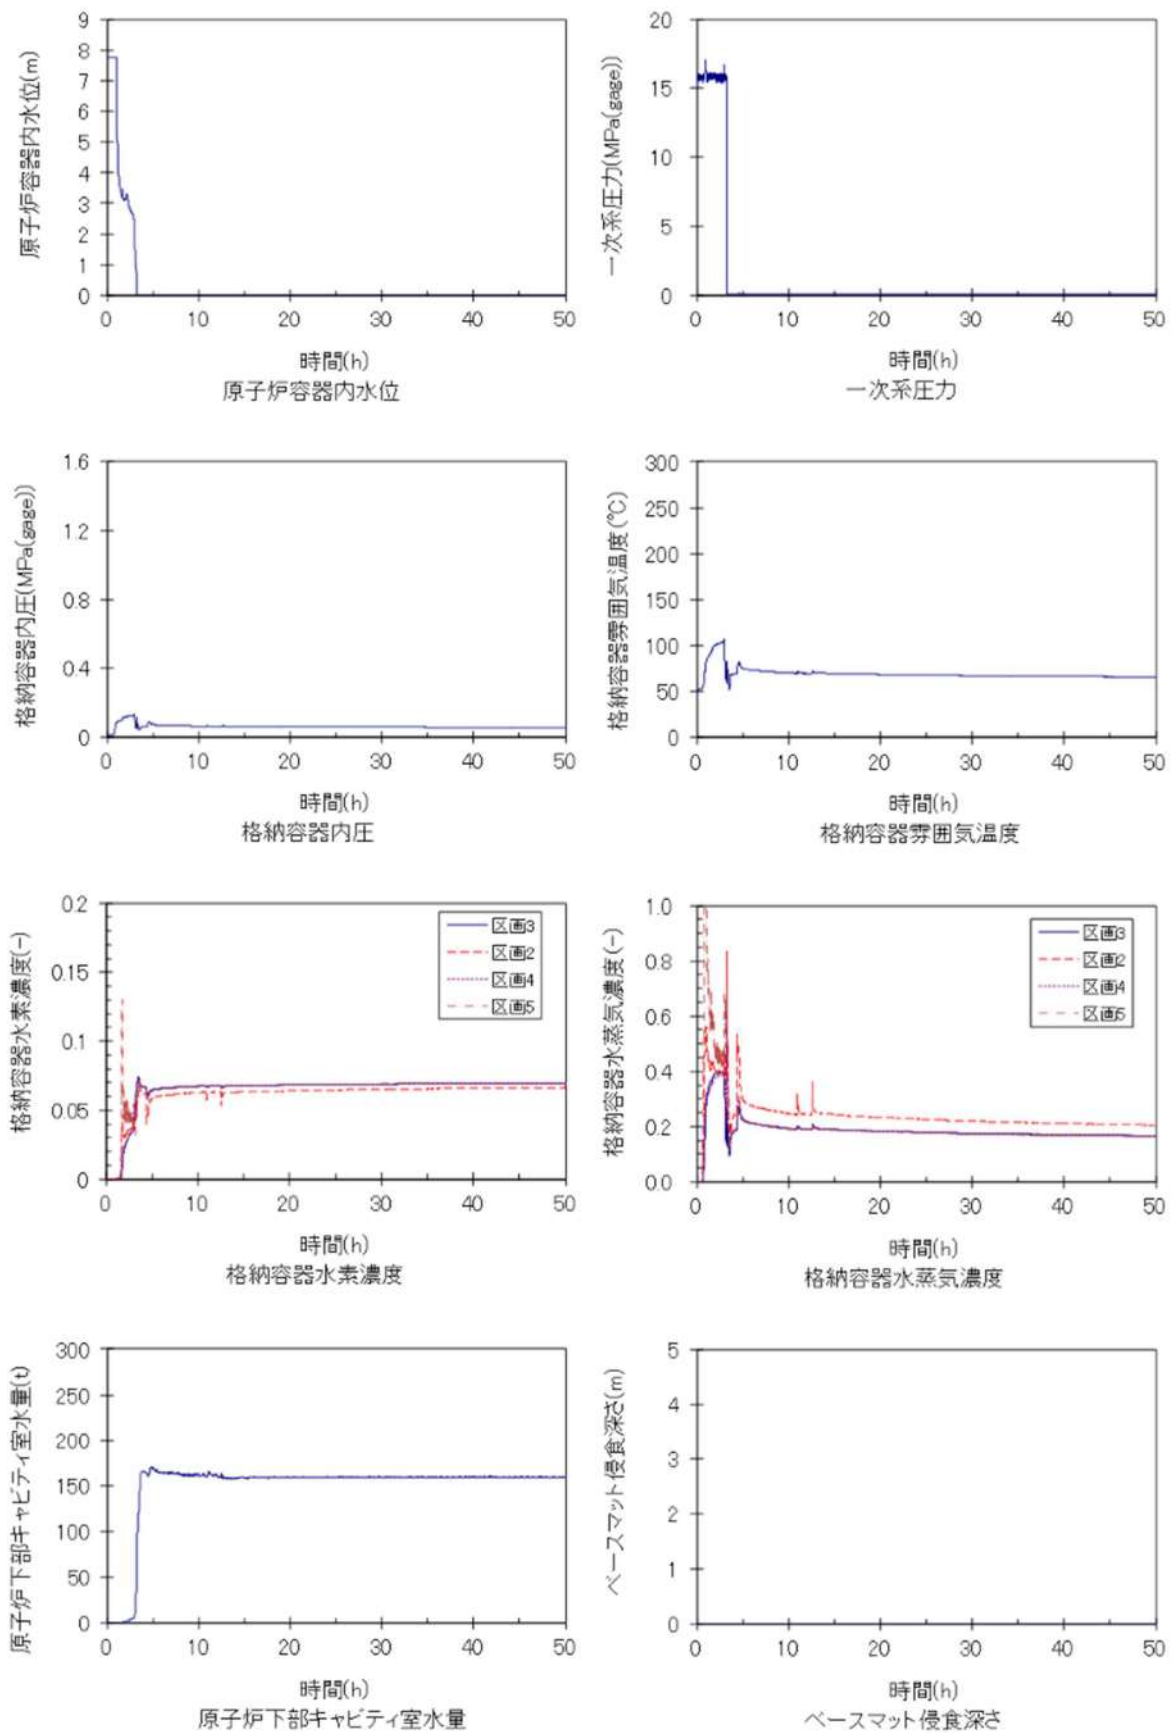 原子炉容器内水位(m)
9
8
7
6
5
4
3
2
1
0
0 10 20 30 40 50
時間(h)
原子炉容器内水位
一次系圧力(MPa(gage))
20
15
10
5
0
0 10 20 30 40 50
時間(h)
一次系圧力
格納容器内圧(MPa(gage))
1.6
1.2
0.8
0.4
0
0 10 20 30 40 50
時間(h)
格納容器内圧
格納容器雰囲気温度(℃)
300
250
200
150
100
50
0
0 10 20 30 40 50
時間(h)
格納容器雰囲気温度
格納容器水素濃度(-)
0.2
0.15
0.1
0.05
0
区画3
区画2
区画4
区画5
0 10 20 30 40 50
時間(h)
格納容器水素濃度
格納容器水蒸気濃度(-)
1.0
0.8
0.6
0.4
0.2
0.0
区画3
区画2
区画4
区画5
0 10 20 30 40 50
時間(h)
格納容器水蒸気濃度
原子炉下部キャビティ室水量(t)
300
250
200
150
100
50
0
0 10 20 30 40 50
時間(h)
原子炉下部キャビティ室水量
ベースマット侵食深さ(m)
5
4
3
2
1
0
0 10 20 30 40 50
時間(h)
ベースマット侵食深さ